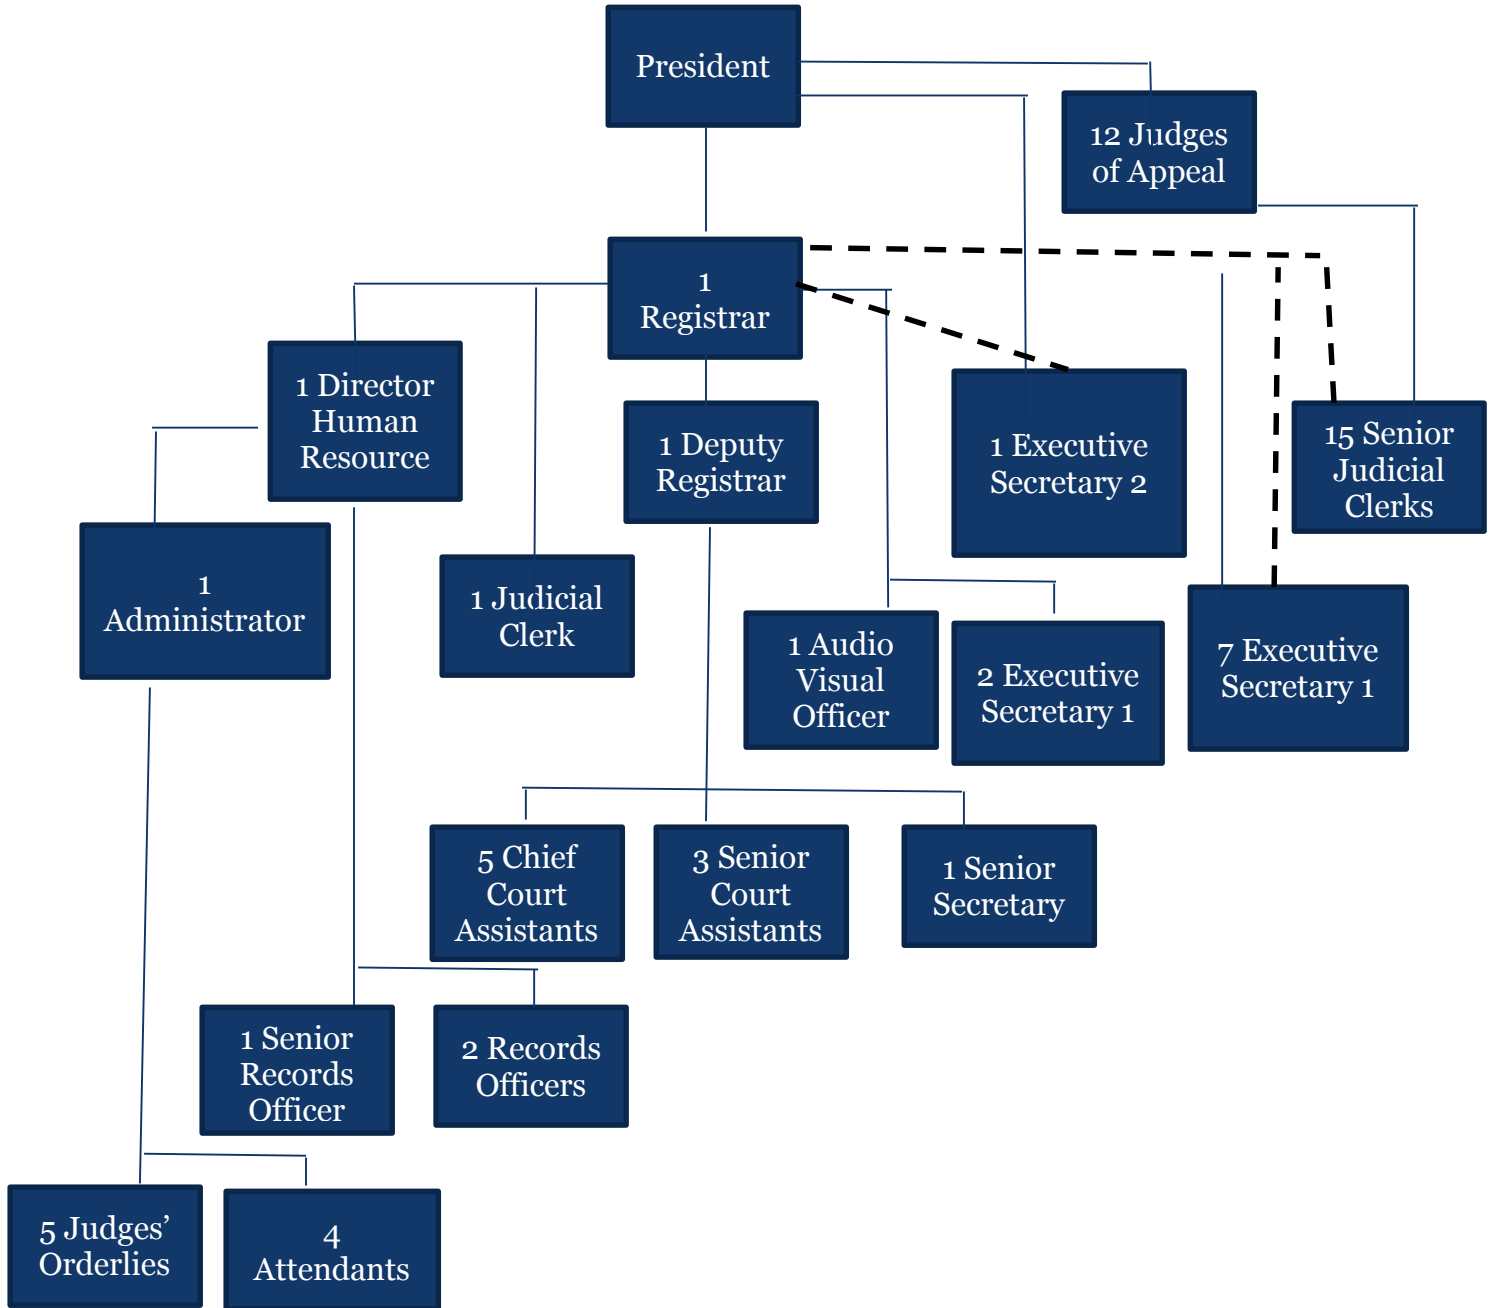 President
12 Judges
of Appeal
1
Registrar
1 Director
Human
Resource
1 Deputy
Registrar
1 Executive
Secretary 2
15 Senior
Judicial
Clerks
1
Administrator
1 Judicial
Clerk
1 Audio
Visual
Officer
2 Executive
Secretary 1
7 Executive
Secretary 1
5 Chief
Court
Assistants
3 Senior
Court
Assistants
1 Senior
Secretary
1 Senior
Records
Officer
2 Records
Officers
5 Judges’
Orderlies
4
Attendants